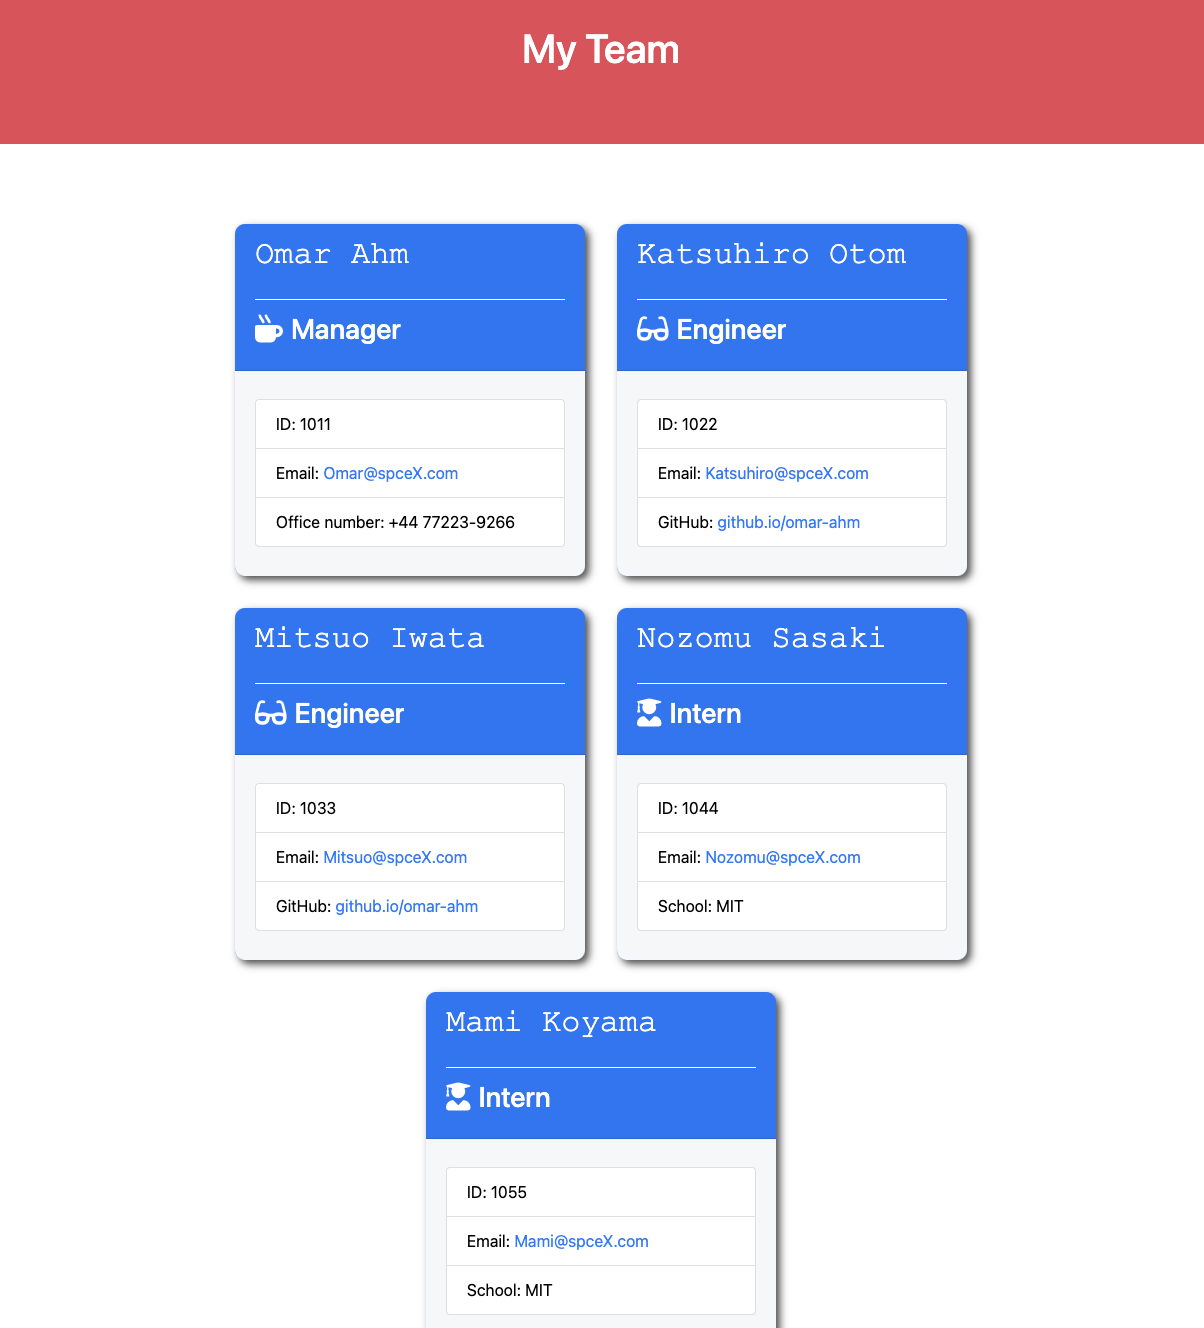 My Team
Omar Ahm
Manager
ID: 1011
Email: Omar@spceX.com
Office number: +44 77223-9266
Katsuhiro Otom
Engineer
ID: 1022
Email: Katsuhiro@spceX.com
GitHub: github.io/omar-ahm
Mitsuo Iwata
Engineer
ID: 1033
Email: Mitsuo@spceX.com
GitHub: github.io/omar-ahm
Nozomu Sasaki
Intern
ID: 1044
Email: Nozomu@spceX.com
School: MIT
Mami Koyama
Intern
ID: 1055
Email: Mami@spceX.com
School: MIT